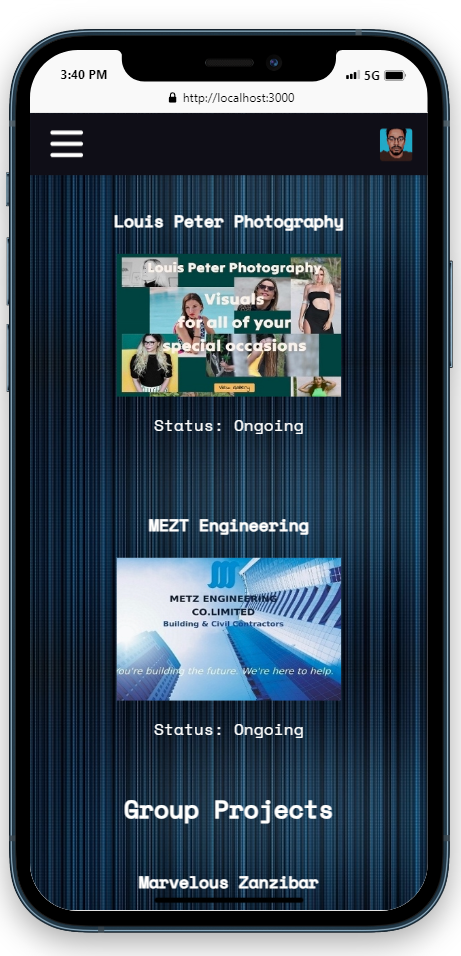 3:40 PM
5G
http://localhost:3000
Louis Peter Photography
Louis Peter Photography
Visuals
for all of your
special occasions
View Gallery
Status: Ongoing
MEZT Engineering
METZ ENGINEERING
CO.LIMITED
Building & Civil Contractors
You're building the future. We're here to help.
Status: Ongoing
Group Projects
Marvelous Zanzibar